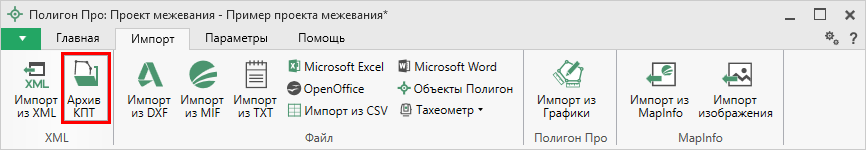 Полигон Про: Проект межевания - Пример проекта межевания*
Главная Импорт Параметры Помощь
XML
Импорт из XML
Архив КПТ
XML
Импорт из DXF
Импорт из MIF
Импорт из TXT
Microsoft Excel
OpenOffice
Импорт из CSV
Microsoft Word
Объекты Полигон
Тахеометр
Файл
Импорт из Графики
Полигон Про
Импорт из MapInfo
Импорт изображения
MapInfo